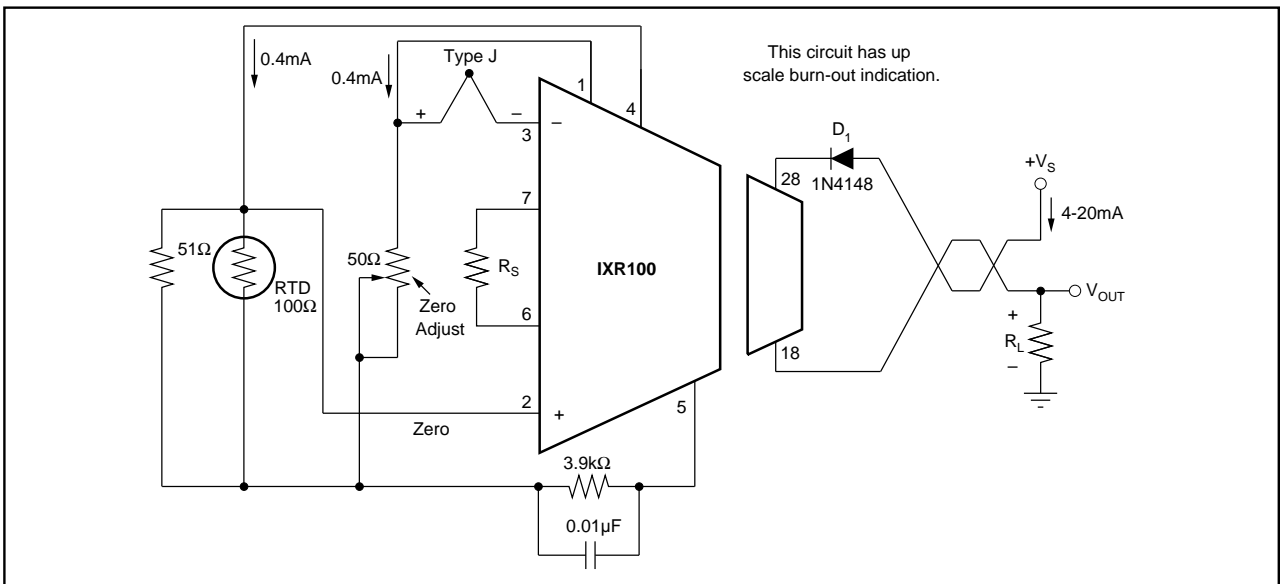 This circuit has up
scale burn-out indication.
0.4mA
0.4mA
Type J
1
4
+
–
3
–
D1
1N4148
28
+VS
4-20mA
7
51Ω
RTD
100Ω
50Ω
Zero
Adjust
RS
IXR100
6
VOUT
+
RL
–
18
2
+
Zero
5
3.9kΩ
0.01µF